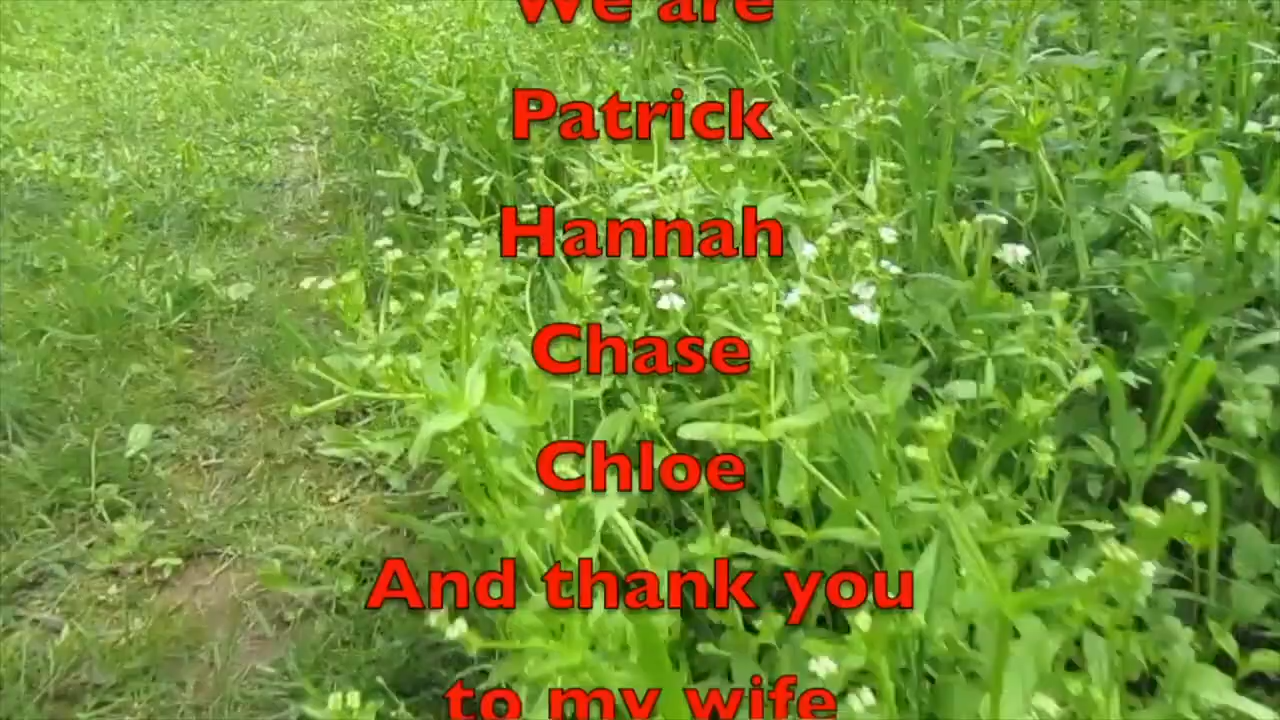 We are
Patrick
Hannah
Chase
Chloe
And thank you
to my wife